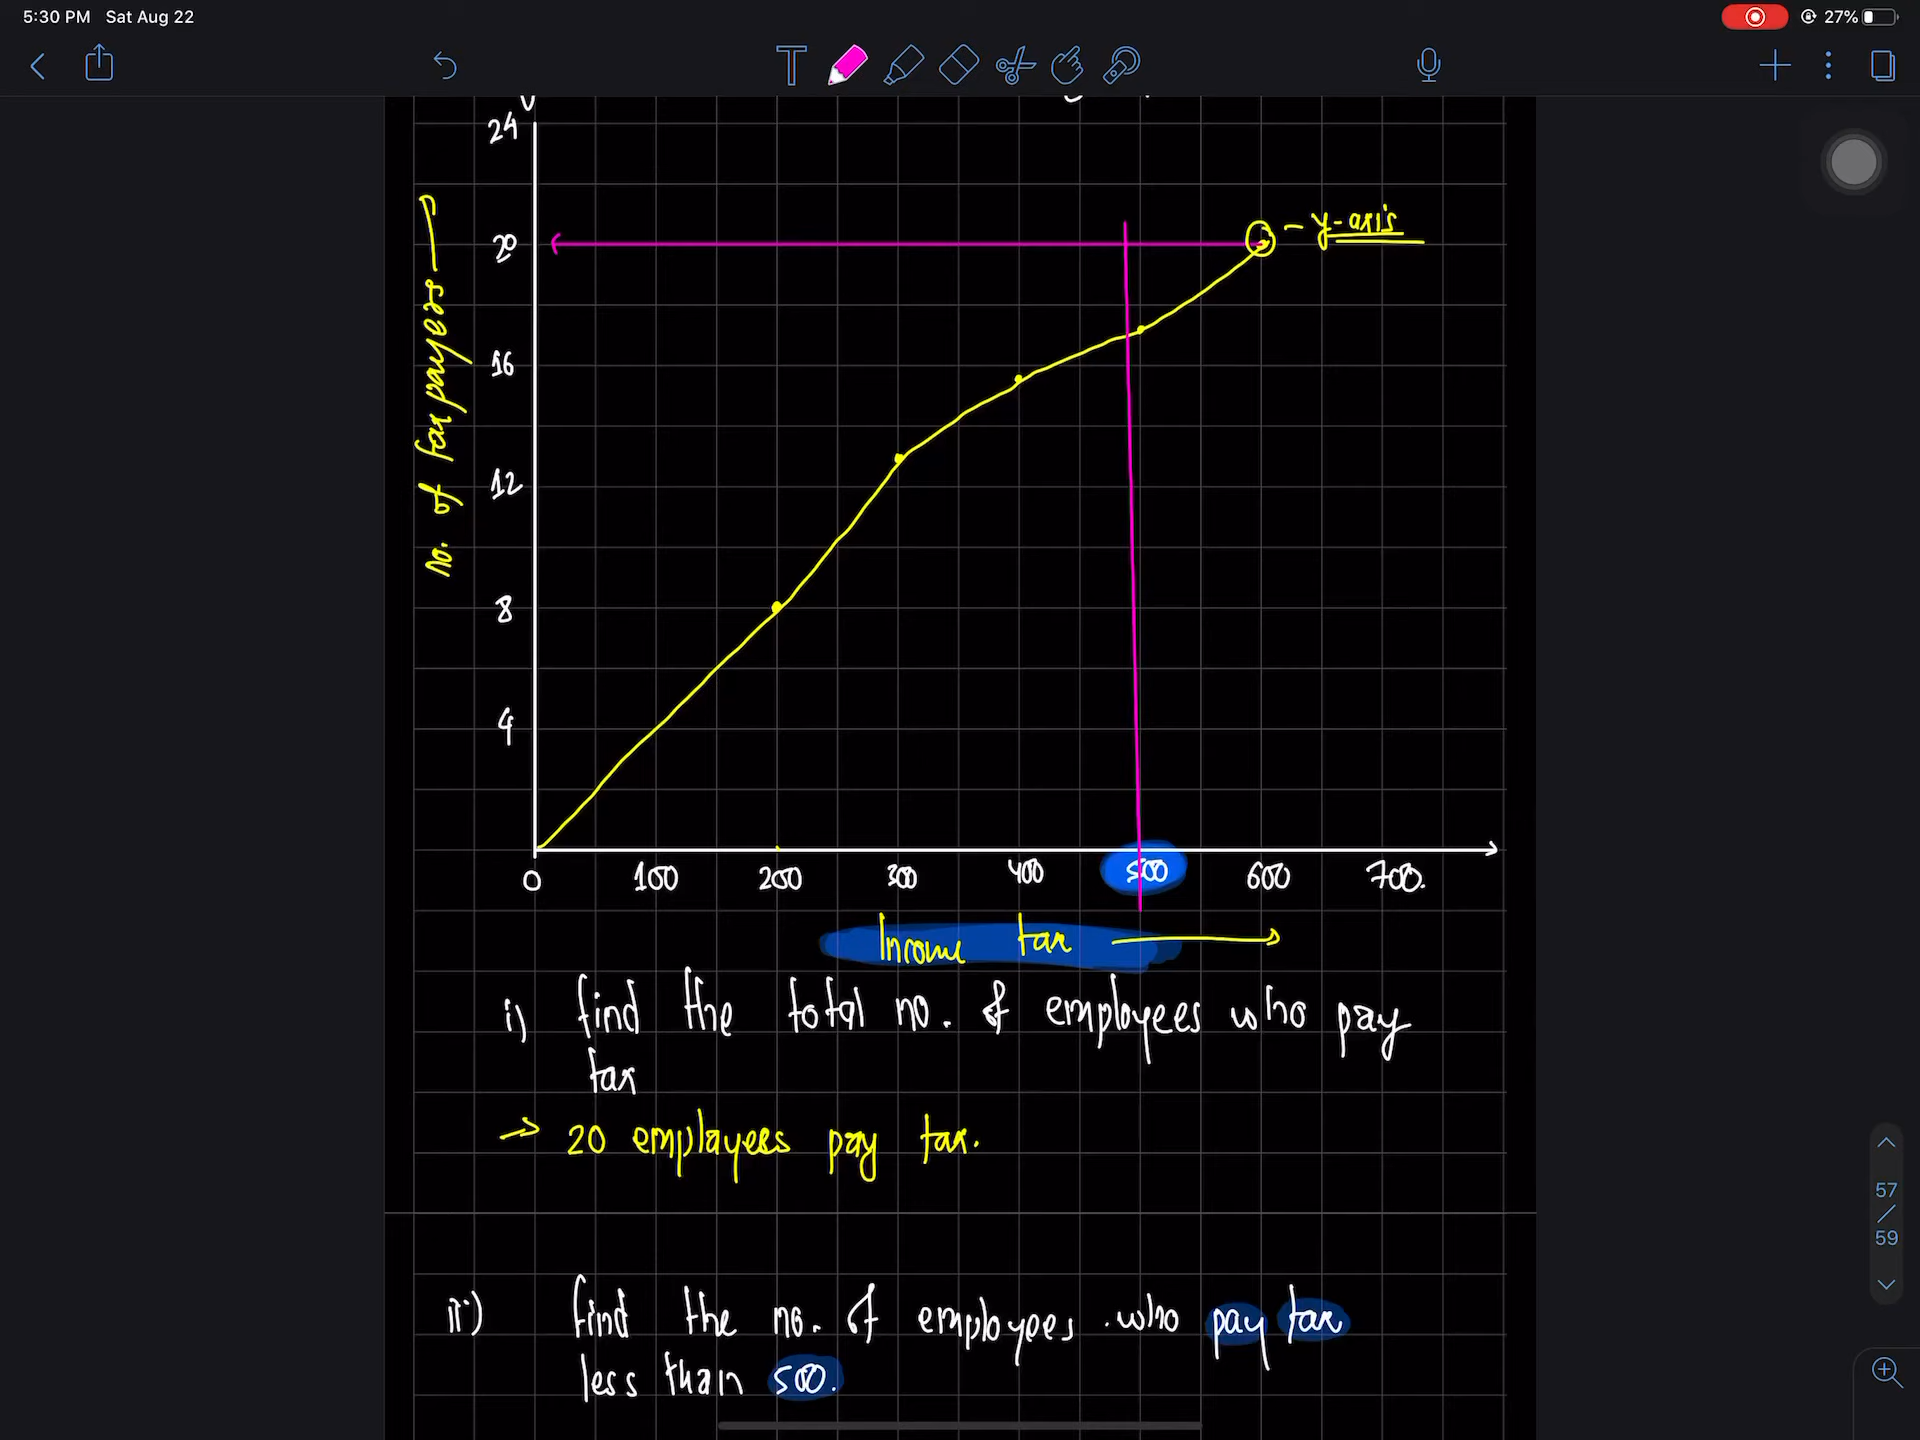 5:30 PM Sat Aug 22
27%
24
20
16
12
8
4
no. of tax payers
- y-axis
0 100 200 300 400 500 600 700.
Income tax
i) find the total no. of employees who pay
tax
→ 20 employees pay tax.
ii) find the no. of employees who pay tax
less than 500.
57
/
59